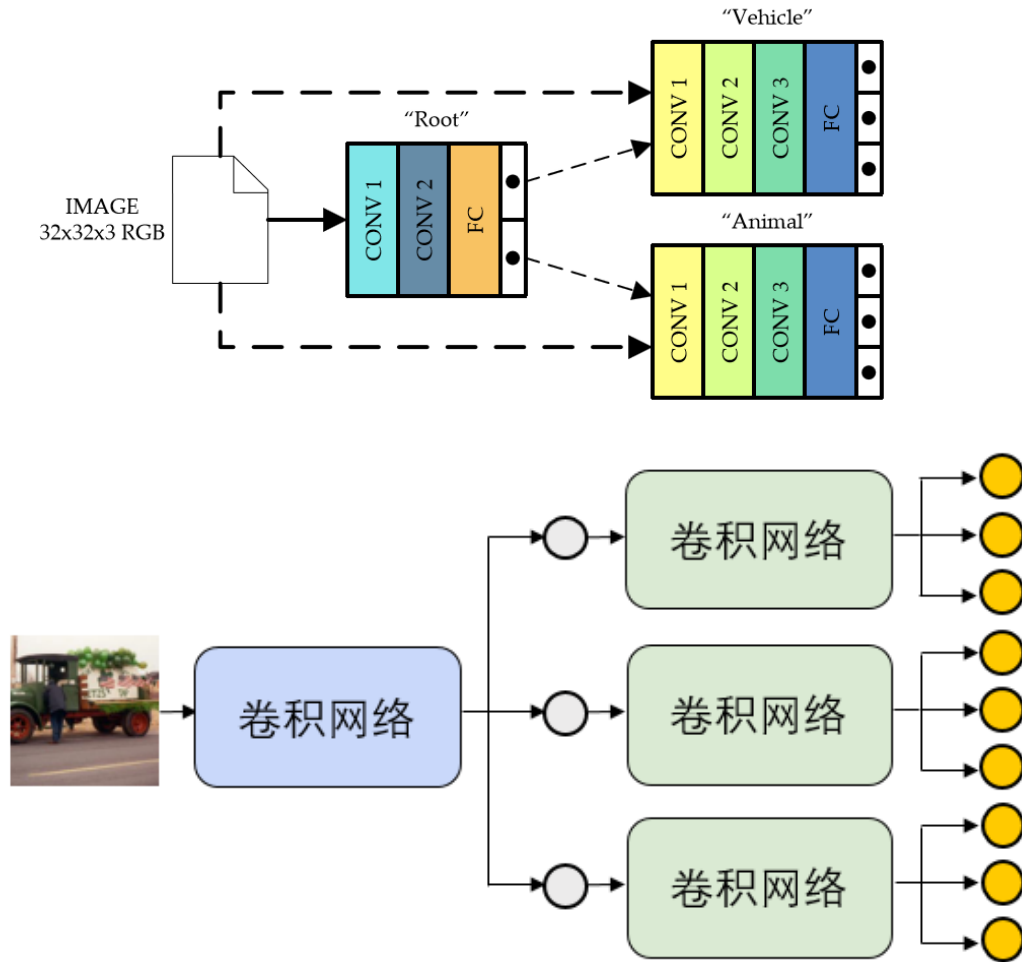 “Vehicle”
CONV 1
CONV 2
CONV 3
FC
“Root”
CONV 1
CONV 2
FC
IMAGE
32x32x3 RGB
“Animal”
CONV 1
CONV 2
CONV 3
FC
卷积网络
卷积网络
卷积网络
卷积网络